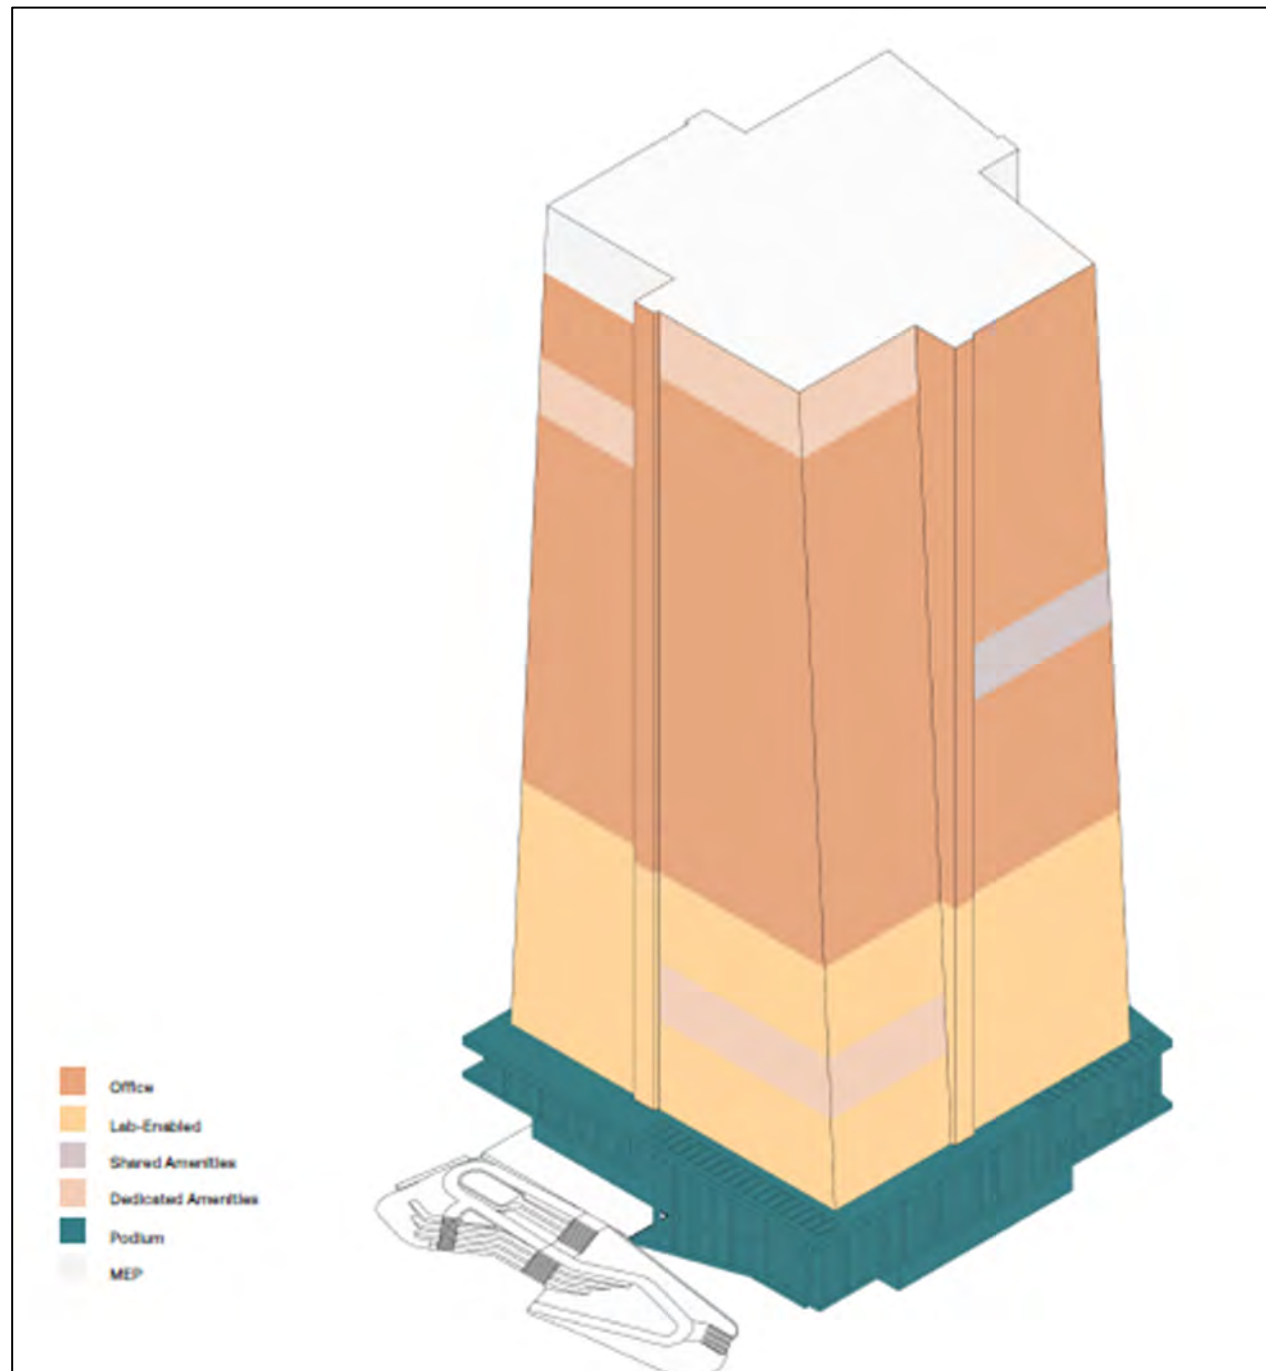 Office
Lab-Enabled
Shared Amenities
Dedicated Amenities
Podium
MEP